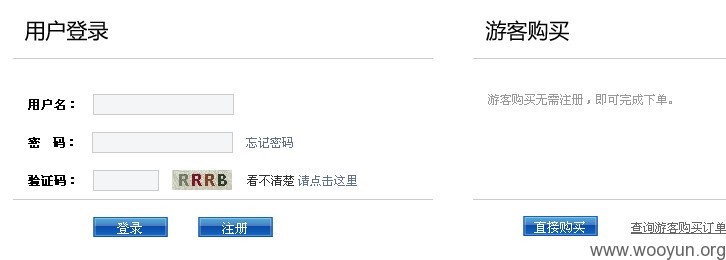 用户登录
用户名：
密 码：
忘记密码
验证码：
RRRB
看不清楚 请点击这里
登录
注册
游客购买
游客购买无需注册，即可完成下单。
直接购买
查询游客购买订单
www.wooyun.org